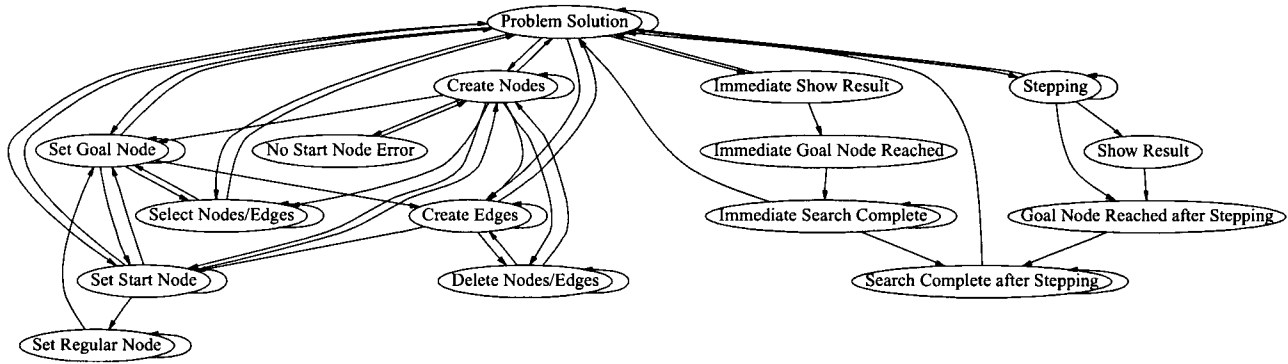 Problem Solution
Create Nodes
Immediate Show Result
Stepping
Set Goal Node
No Start Node Error
Immediate Goal Node Reached
Show Result
Select Nodes/Edges
Create Edges
Immediate Search Complete
Goal Node Reached after Stepping
Set Start Node
Delete Nodes/Edges
Search Complete after Stepping
Set Regular Node